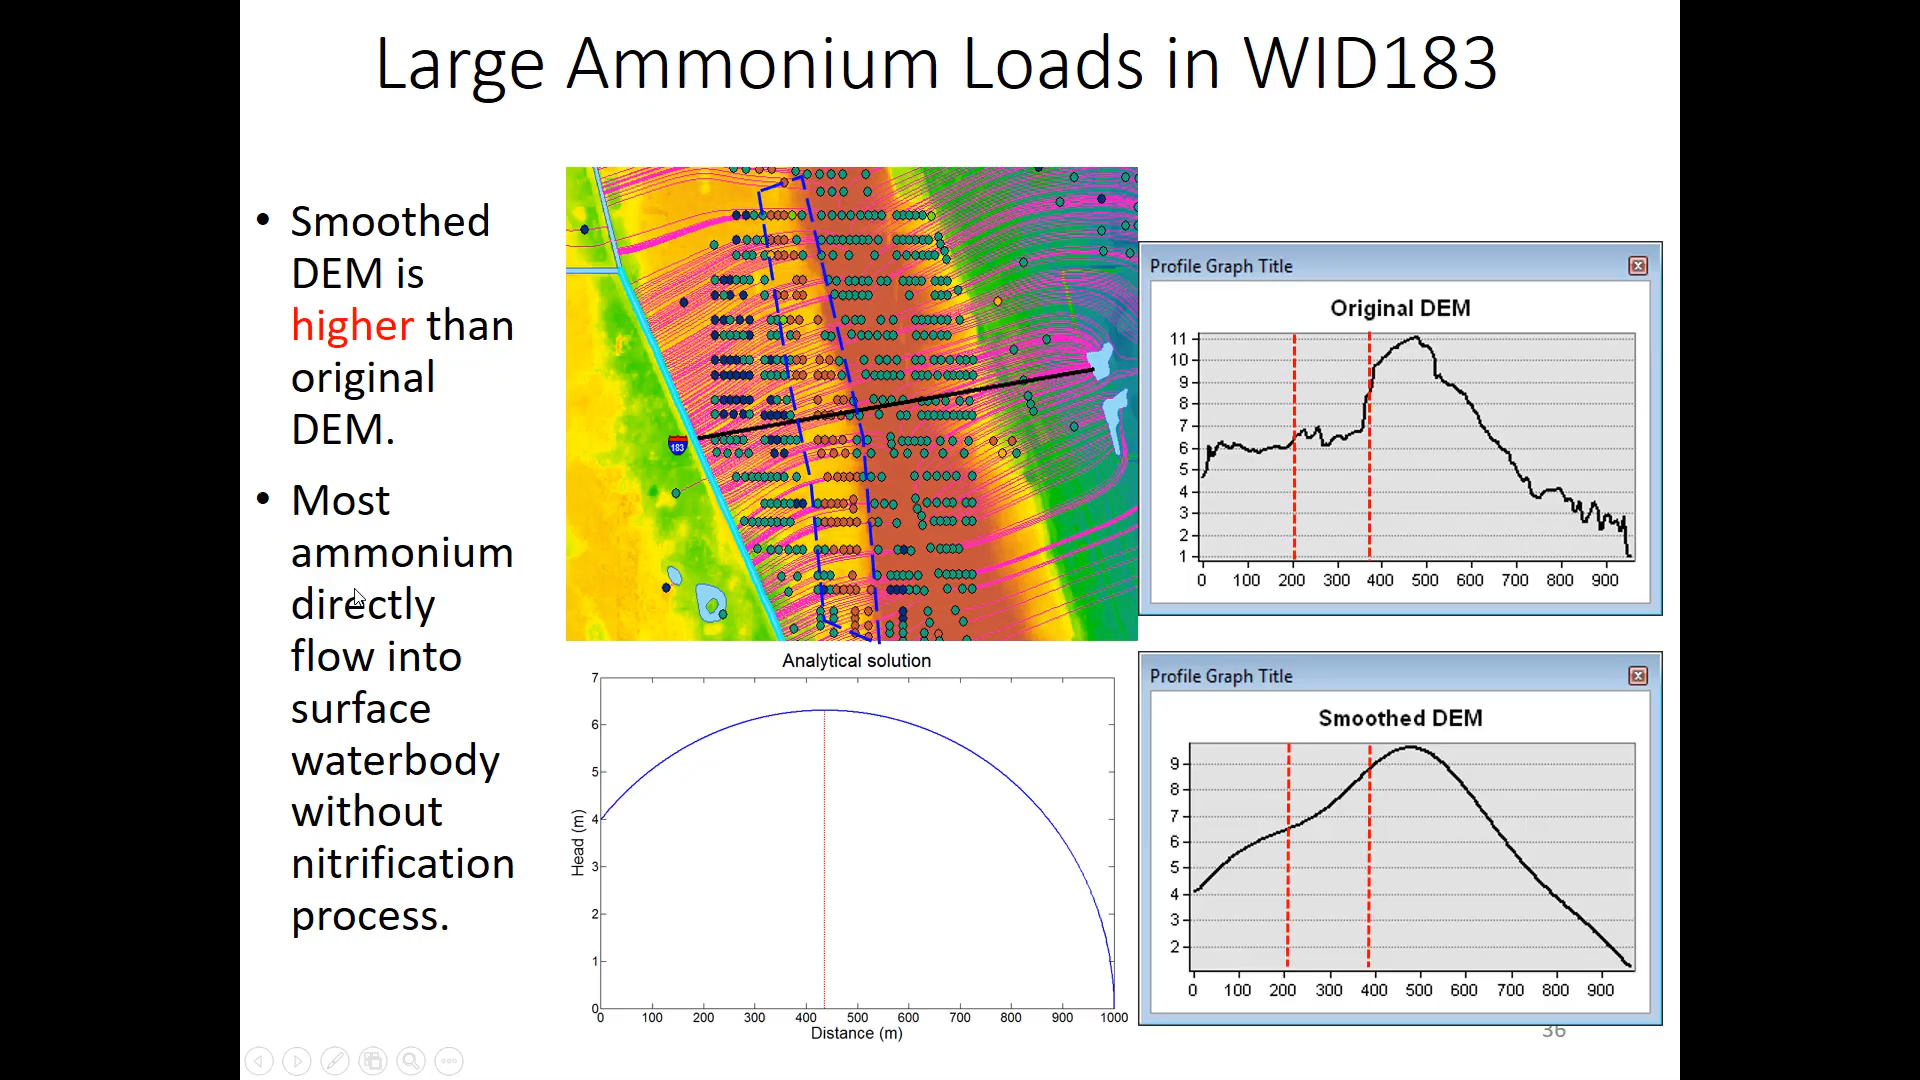 Large Ammonium Loads in WID183
• Smoothed
DEM is
higher than
original
DEM.
• Most
ammonium
directly
flow into
surface
waterbody
without
nitrification
process.
183
Profile Graph Title
Original DEM
11
10
9
8
7
6
5
4
3
2
1
0 100 200 300 400 500 600 700 800 900
Analytical solution
7
6
5
4
3
2
1
0
Head (m)
0 100 200 300 400 500 600 700 800 900 1000
Distance (m)
Profile Graph Title
Smoothed DEM
9
8
7
6
5
4
3
2
0 100 200 300 400 500 600 700 800 900
36